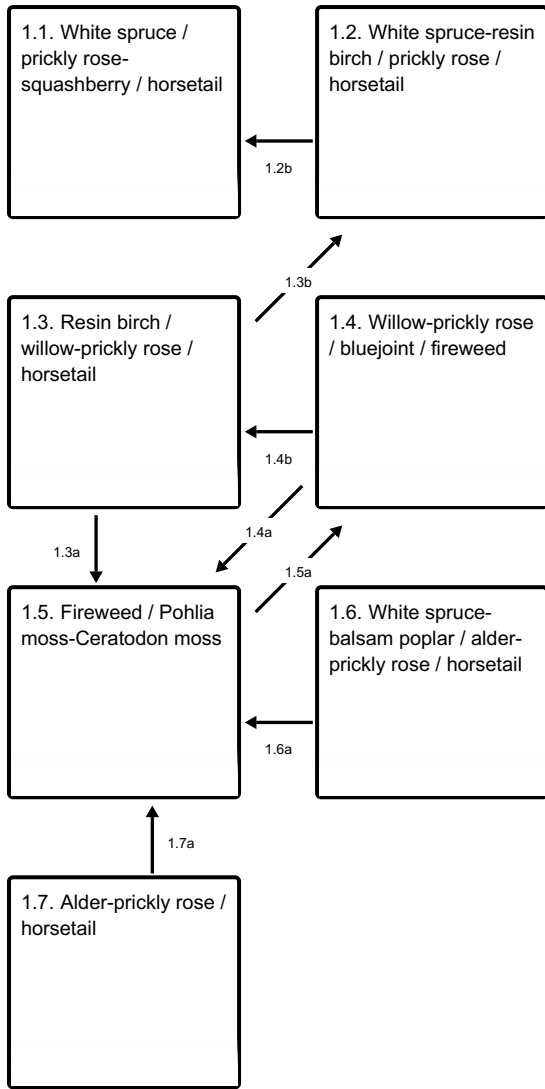 1.1. White spruce /
prickly rose-
squashberry / horsetail
1.2. White spruce-resin
birch / prickly rose /
horsetail
1.2b
1.3b
1.3. Resin birch /
willow-prickly rose /
horsetail
1.4. Willow-prickly rose
/ bluejoint / fireweed
1.4b
1.3a
1.4a
1.5a
1.5. Fireweed / Pohlia
moss-Ceratodon moss
1.6. White spruce-
balsam poplar / alder-
prickly rose / horsetail
1.6a
1.7a
1.7. Alder-prickly rose /
horsetail